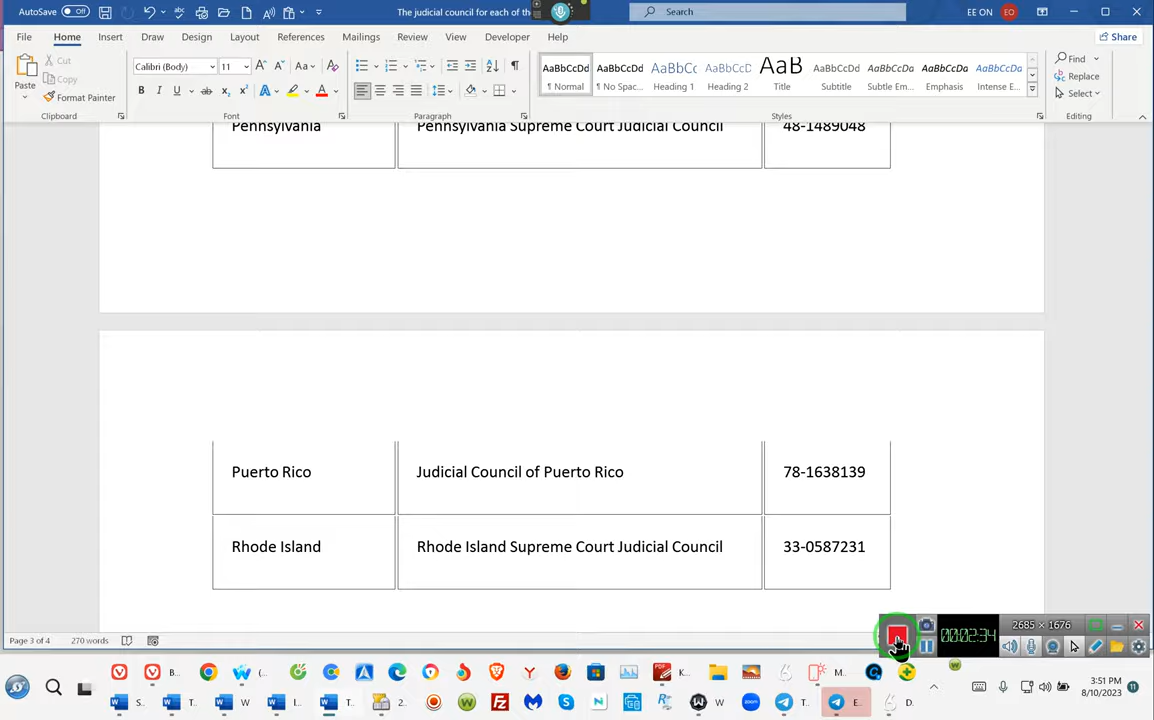 AutoSave Off The judicial council for each of the Search EE ON EO
File Home Insert Draw Design Layout References Mailings Review View Developer Help Share
Paste Cut Copy Format Painter
Calibri (Body) 11
AaBbCcDd AaBbCcDd AaBbCc AaBbCcD AaB AaBbCcD AaBbCcDd AaBbCcDd AaBbCcDd
¶ Normal ¶ No Spac... Heading 1 Heading 2 Title Subtitle Subtle Em... Emphasis Intense E...
Find Replace Select
Clipboard Font Paragraph Styles Editing
Pennsylvania Pennsylvania Supreme Court Judicial Council 48-1489048
Puerto Rico Judicial Council of Puerto Rico 78-1638139
Rhode Island Rhode Island Supreme Court Judicial Council 33-0587231
Page 3 of 4 270 words
00:02:34 2685 × 1676
B... B... (... M... K...
S... T... W I... T... 2... W T... E... D.
3:51 PM
8/10/2023